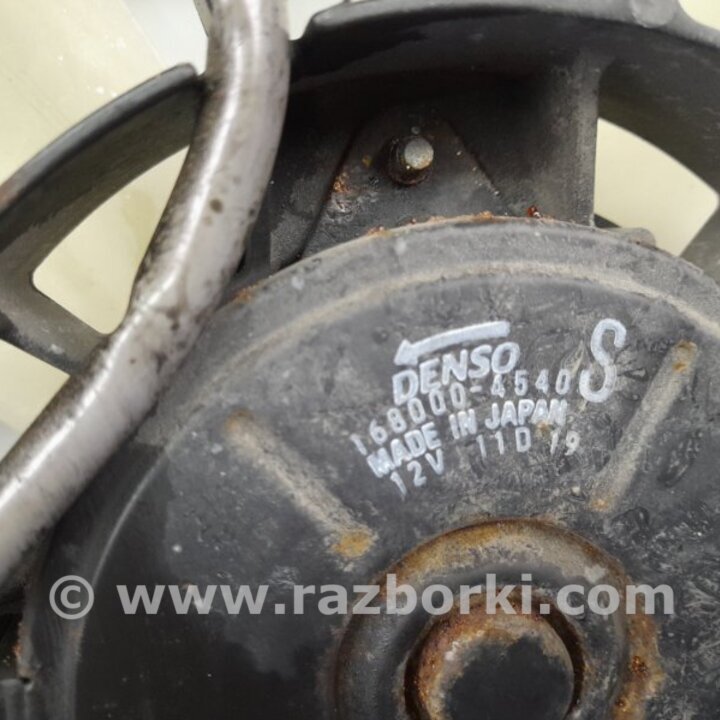 DENSO
168000-4540 S
MADE IN JAPAN
12V 11D 19
© www.razborki.com